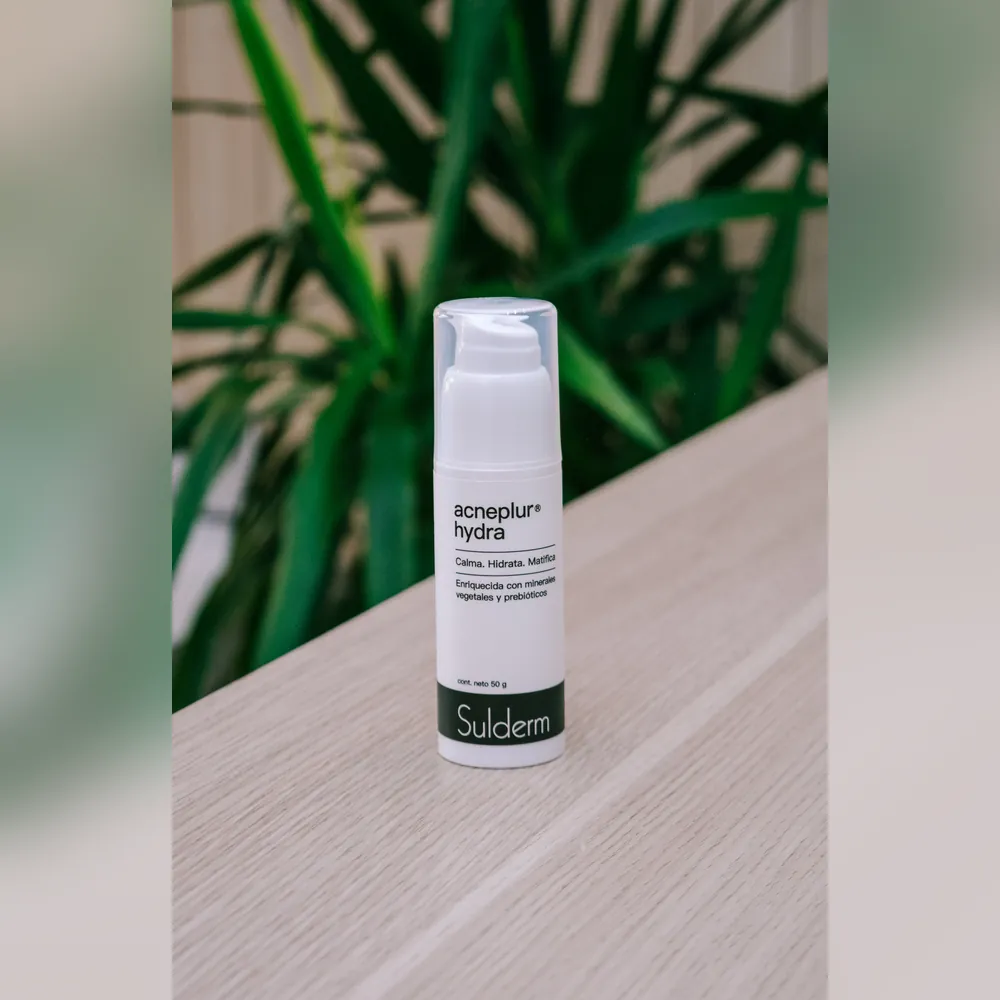 acneplur®
hydra
Calma. Hidrata. Matifica
Enriquecida con minerales
vegetales y prebióticos
cont. neto 50 g
Sulderm